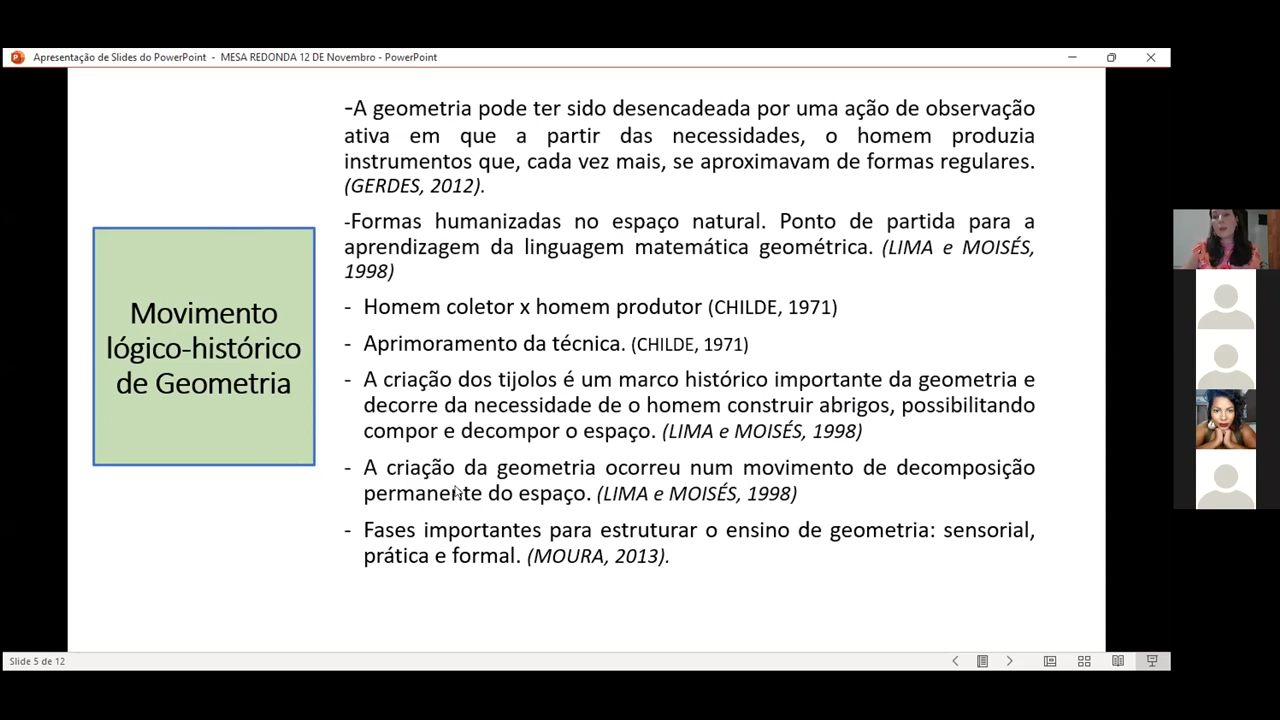 Apresentação de Slides do PowerPoint - MESA REDONDA 12 DE Novembro - PowerPoint
-A geometria pode ter sido desencadeada por uma ação de observação
ativa em que a partir das necessidades, o homem produzia
instrumentos que, cada vez mais, se aproximavam de formas regulares.
(GERDES, 2012).
-Formas humanizadas no espaço natural. Ponto de partida para a
aprendizagem da linguagem matemática geométrica. (LIMA e MOISÉS,
1998)
- Homem coletor x homem produtor (CHILDE, 1971)
- Aprimoramento da técnica. (CHILDE, 1971)
- A criação dos tijolos é um marco histórico importante da geometria e
decorre da necessidade de o homem construir abrigos, possibilitando
compor e decompor o espaço. (LIMA e MOISÉS, 1998)
- A criação da geometria ocorreu num movimento de decomposição
permanente do espaço. (LIMA e MOISÉS, 1998)
- Fases importantes para estruturar o ensino de geometria: sensorial,
prática e formal. (MOURA, 2013).
Movimento
lógico-histórico
de Geometria
Slide 5 de 12